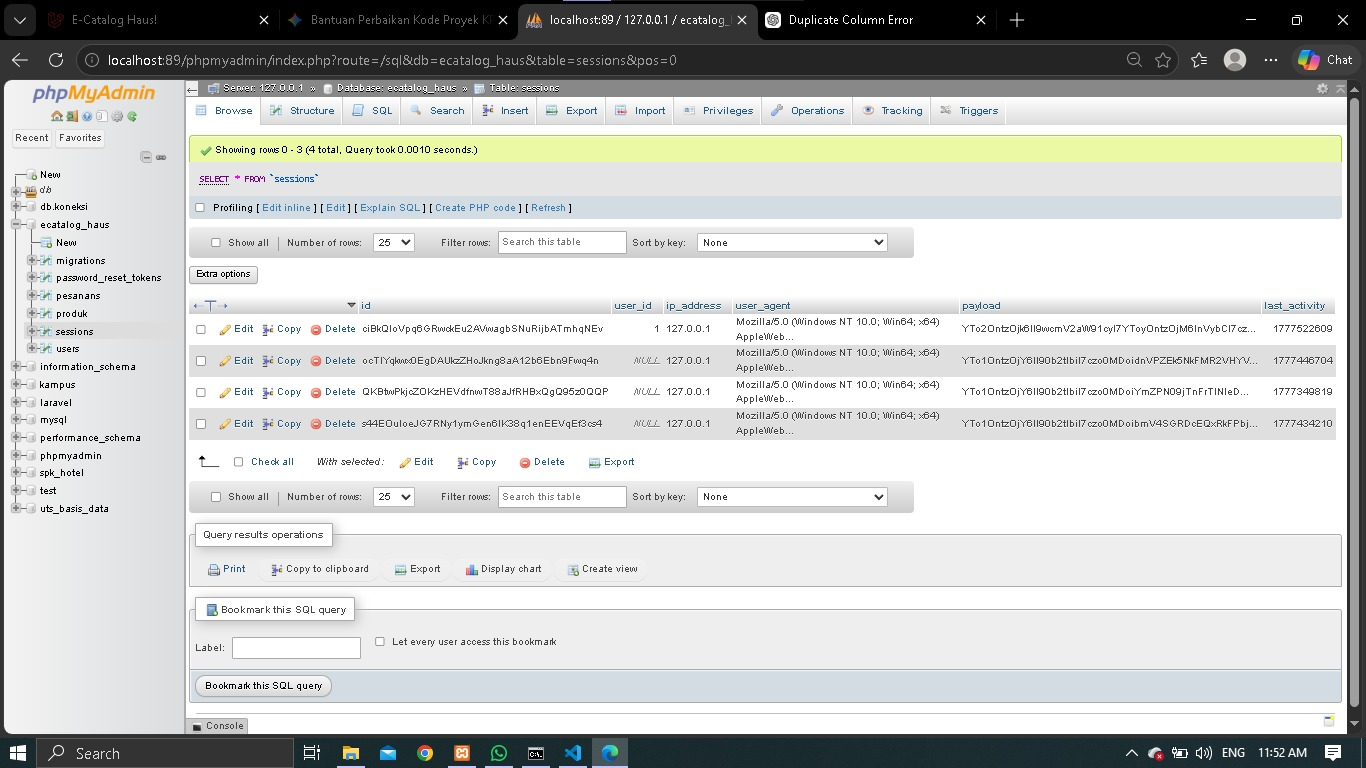 E-Catalog Haus!
Bantuan Perbaikan Kode Proyek K
localhost:89 / 127.0.0.1 / ecatalog_
Duplicate Column Error
localhost:89/phpmyadmin/index.php?route=/sql&db=ecatalog_haus&table=sessions&pos=0
Chat
phpMyAdmin
Recent Favorites
New
db
db.koneksi
ecatalog_haus
New
migrations
password_reset_tokens
pesanans
produk
sessions
users
information_schema
kampus
laravel
mysql
performance_schema
phpmyadmin
spk_hotel
test
uts_basis_data
Server: 127.0.0.1 » Database: ecatalog_haus » Table: sessions
Browse Structure SQL Search Insert Export Import Privileges Operations Tracking Triggers
Showing rows 0 - 3 (4 total, Query took 0.0010 seconds.)
SELECT * FROM `sessions`
Profiling [ Edit inline ] [ Edit ] [ Explain SQL ] [ Create PHP code ] [ Refresh ]
Show all Number of rows: 25 Filter rows: Search this table Sort by key: None
Extra options
id user_id ip_address user_agent payload last_activity
Edit Copy Delete 1 127.0.0.1 Mozilla/5.0 (Windows NT 10.0; Win64; x64) AppleWeb... 1777522609
Edit Copy Delete NULL 127.0.0.1 Mozilla/5.0 (Windows NT 10.0; Win64; x64) AppleWeb... 1777446704
Edit Copy Delete NULL 127.0.0.1 Mozilla/5.0 (Windows NT 10.0; Win64; x64) AppleWeb... 1777349819
Edit Copy Delete NULL 127.0.0.1 Mozilla/5.0 (Windows NT 10.0; Win64; x64) AppleWeb... 1777434210
Check all With selected: Edit Copy Delete Export
Show all Number of rows: 25 Filter rows: Search this table Sort by key: None
Query results operations
Print Copy to clipboard Export Display chart Create view
Bookmark this SQL query
Label: Let every user access this bookmark
Bookmark this SQL query
Console
Search
ENG 11:52 AM